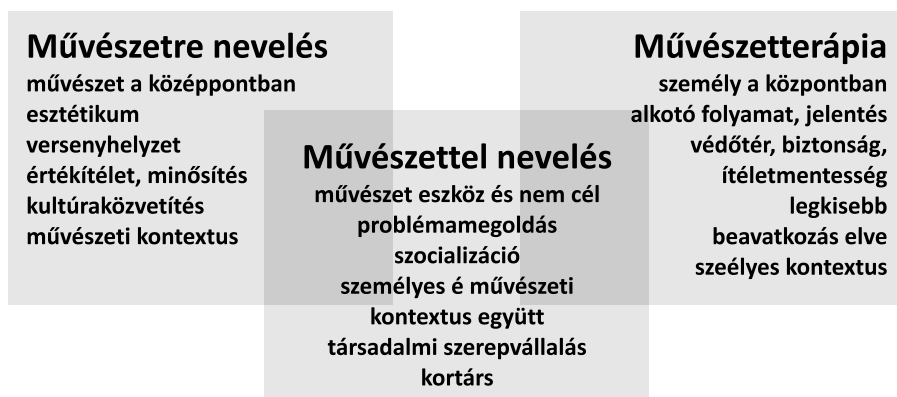 Művészetre nevelés
művészet a középpontban
esztétikum
versenyhelyzet
értékítélet, minősítés
kultúraközvetítés
művészeti kontextus
Művészettel nevelés
művészet eszköz és nem cél
problémamegoldás
szocializáció
személyes é művészeti
kontextus együtt
társadalmi szerepvállalás
kortárs
Művészetterápia
személy a központban
alkotó folyamat, jelentés
védőtér, biztonság,
ítéletmentesség
legkisebb
beavatkozás elve
szeélyes kontextus